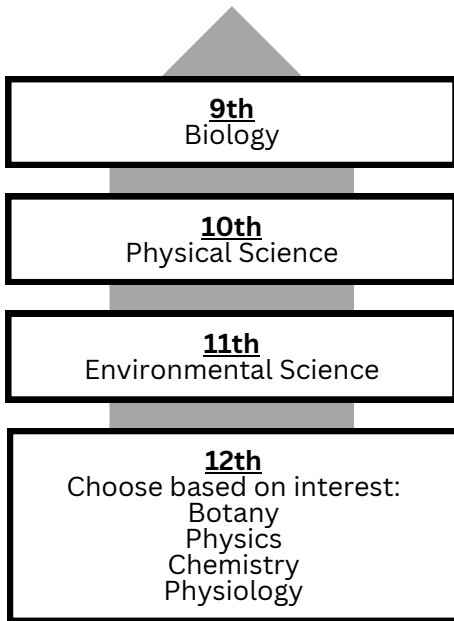 9th
Biology
10th
Physical Science
11th
Environmental Science
12th
Choose based on interest:
Botany
Physics
Chemistry
Physiology